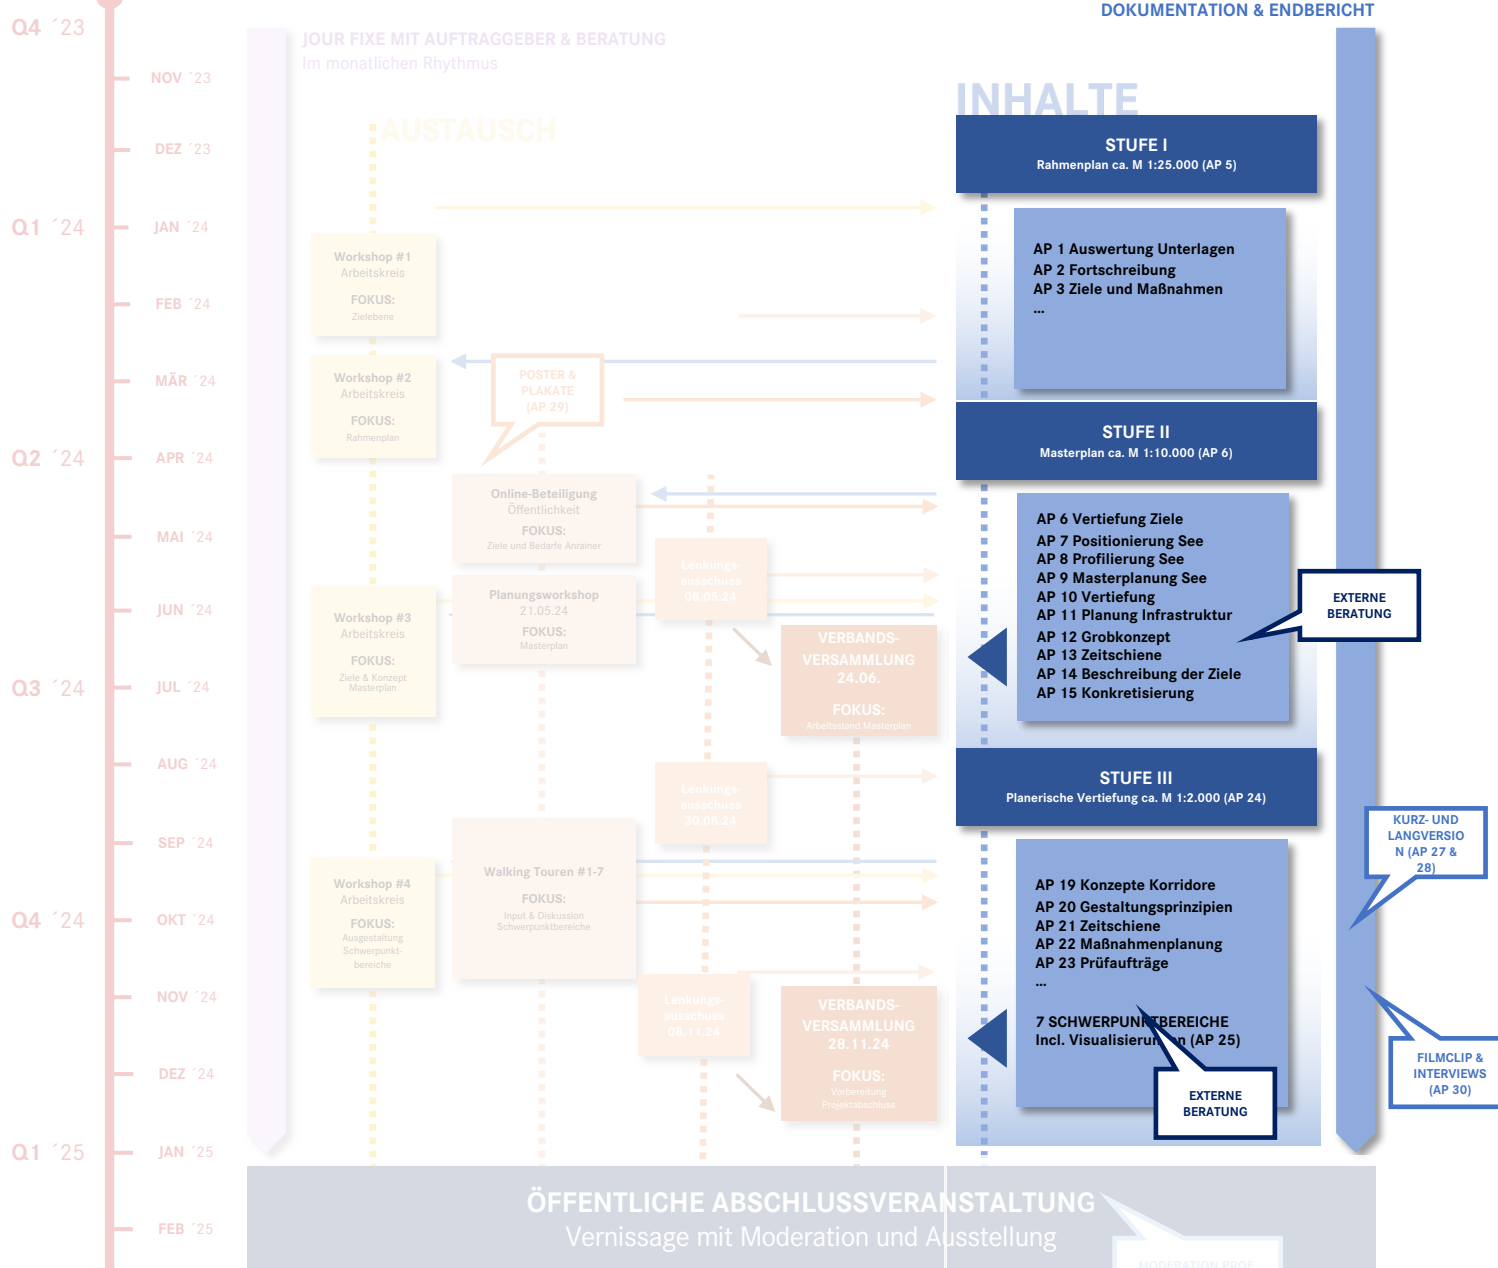 DOKUMENTATION & ENDBERICHT
Q4 ´23
JOUR FIXE MIT AUFTRAGGEBER & BERATUNG
Im monatlichen Rhythmus
NOV ´23
INHALTE
AUSTAUSCH
DEZ ´23
STUFE I
Rahmenplan ca. M 1:25.000 (AP 5)
Q1 ´24
JAN ´24
Workshop #1
Arbeitskreis
FOKUS:
Zielebene
AP 1 Auswertung Unterlagen
AP 2 Fortschreibung
AP 3 Ziele und Maßnahmen
...
FEB ´24
MÄR ´24
Workshop #2
Arbeitskreis
FOKUS:
Rahmenplan
POSTER &
PLAKATE
(AP 29)
STUFE II
Masterplan ca. M 1:10.000 (AP 6)
Q2 ´24
APR ´24
Online-Beteiligung
Öffentlichkeit
FOKUS:
Ziele und Bedarfe Anrainer
MAI ´24
Lenkungs-
ausschuss
08.05.24
AP 6 Vertiefung Ziele
AP 7 Positionierung See
AP 8 Profilierung See
AP 9 Masterplanung See
AP 10 Vertiefung
AP 11 Planung Infrastruktur
AP 12 Grobkonzept
AP 13 Zeitschiene
AP 14 Beschreibung der Ziele
AP 15 Konkretisierung
EXTERNE
BERATUNG
JUN ´24
Workshop #3
Arbeitskreis
FOKUS:
Ziele & Konzept
Masterplan
Planungsworkshop
21.05.24
FOKUS:
Masterplan
VERBANDS-
VERSAMMLUNG
24.06.
FOKUS:
Arbeitsstand Masterplan
Q3 ´24
JUL ´24
AUG ´24
Lenkungs-
ausschuss
30.08.24
STUFE III
Planerische Vertiefung ca. M 1:2.000 (AP 24)
SEP ´24
KURZ- UND
LANGVERSIO
N (AP 27 &
28)
Workshop #4
Arbeitskreis
FOKUS:
Ausgestaltung
Schwerpunkt-
bereiche
Walking Touren #1-7
FOKUS:
Input & Diskussion
Schwerpunktbereiche
AP 19 Konzepte Korridore
AP 20 Gestaltungsprinzipien
AP 21 Zeitschiene
AP 22 Maßnahmenplanung
AP 23 Prüfaufträge
...
7 SCHWERPUNKTBEREICHE
Incl. Visualisierungen (AP 25)
Q4 ´24
OKT ´24
NOV ´24
Lenkungs-
ausschuss
08.11.24
VERBANDS-
VERSAMMLUNG
28.11.24
FOKUS:
Vorbereitung
Projektabschluss
FILMCLIP &
INTERVIEWS
(AP 30)
EXTERNE
BERATUNG
DEZ ´24
Q1 ´25
JAN ´25
ÖFFENTLICHE ABSCHLUSSVERANSTALTUNG
Vernissage mit Moderation und Ausstellung
FEB ´25
MODERATION PROF.